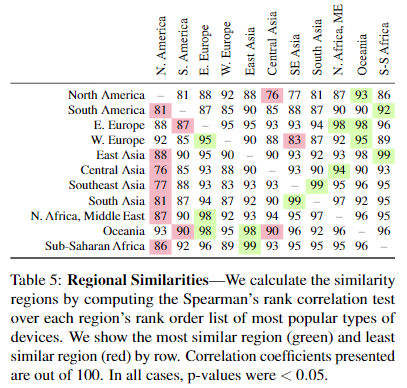 N. America S. America E. Europe W. Europe East Asia Central Asia SE Asia South Asia N. Africa, ME Oceania S-S Africa
North America – 81 88 92 88 76 77 81 87 93 86
South America 81 – 87 85 90 85 88 87 90 90 92
E. Europe 88 87 – 95 95 93 93 94 98 98 96
W. Europe 92 85 95 – 90 88 83 87 92 95 89
East Asia 88 90 95 90 – 90 93 92 93 98 99
Central Asia 76 85 93 88 90 – 93 90 94 90 93
Southeast Asia 77 88 93 83 93 93 – 99 95 96 95
South Asia 81 87 94 87 92 90 99 – 97 92 95
N. Africa, Middle East 87 90 98 92 93 94 95 97 – 96 95
Oceania 93 90 98 95 98 90 96 92 96 – 96
Sub-Saharan Africa 86 92 96 89 99 93 95 95 95 96 –
Table 5: Regional Similarities—We calculate the similarity
regions by computing the Spearman's rank correlation test
over each region's rank order list of most popular types of
devices. We show the most similar region (green) and least
similar region (red) by row. Correlation coefficients presented
are out of 100. In all cases, p-values were < 0.05.